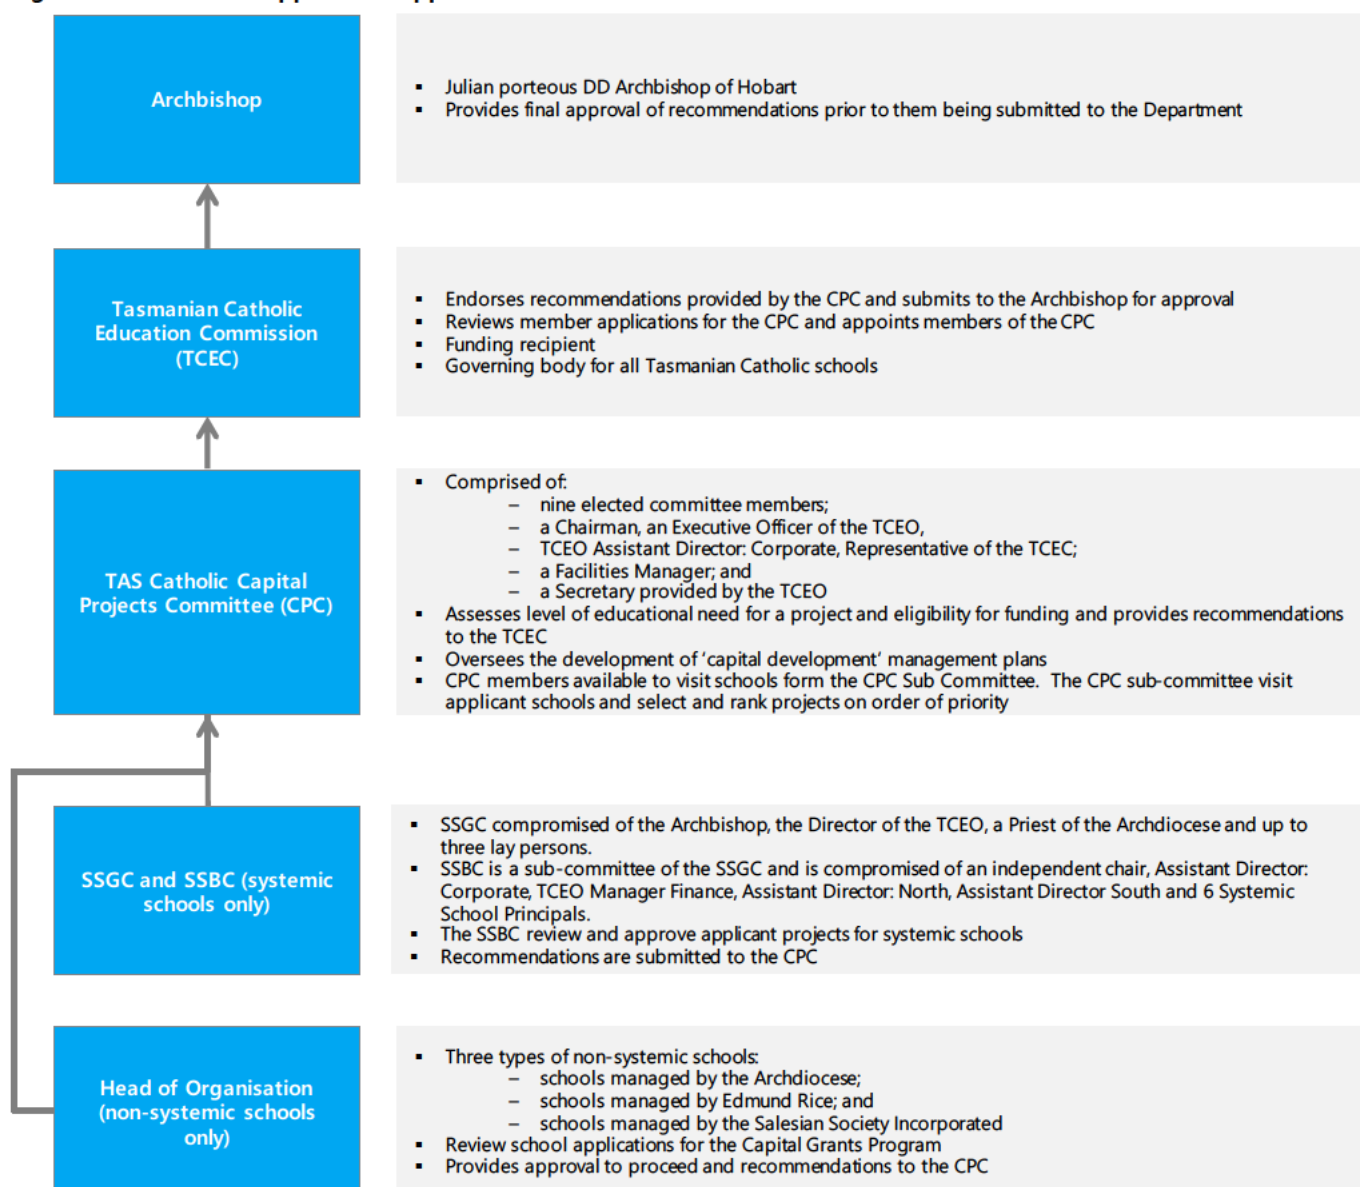 Archbishop
▪ Julian porteous DD Archbishop of Hobart
▪ Provides final approval of recommendations prior to them being submitted to the Department
Tasmanian Catholic
Education Commission
(TCEC)
▪ Endorses recommendations provided by the CPC and submits to the Archbishop for approval
▪ Reviews member applications for the CPC and appoints members of the CPC
▪ Funding recipient
▪ Governing body for all Tasmanian Catholic schools
TAS Catholic Capital
Projects Committee (CPC)
▪ Comprised of:
– nine elected committee members;
– a Chairman, an Executive Officer of the TCEO,
– TCEO Assistant Director: Corporate, Representative of the TCEC;
– a Facilities Manager; and
– a Secretary provided by the TCEO
▪ Assesses level of educational need for a project and eligibility for funding and provides recommendations
to the TCEC
▪ Oversees the development of ‘capital development’ management plans
▪ CPC members available to visit schools form the CPC Sub Committee. The CPC sub-committee visit
applicant schools and select and rank projects on order of priority
SSGC and SSBC (systemic
schools only)
▪ SSGC compromised of the Archbishop, the Director of the TCEO, a Priest of the Archdiocese and up to
three lay persons.
▪ SSBC is a sub-committee of the SSGC and is compromised of an independent chair, Assistant Director:
Corporate, TCEO Manager Finance, Assistant Director: North, Assistant Director South and 6 Systemic
School Principals.
▪ The SSBC review and approve applicant projects for systemic schools
▪ Recommendations are submitted to the CPC
Head of Organisation
(non-systemic schools
only)
▪ Three types of non-systemic schools:
– schools managed by the Archdiocese;
– schools managed by Edmund Rice; and
– schools managed by the Salesian Society Incorporated
▪ Review school applications for the Capital Grants Program
▪ Provides approval to proceed and recommendations to the CPC